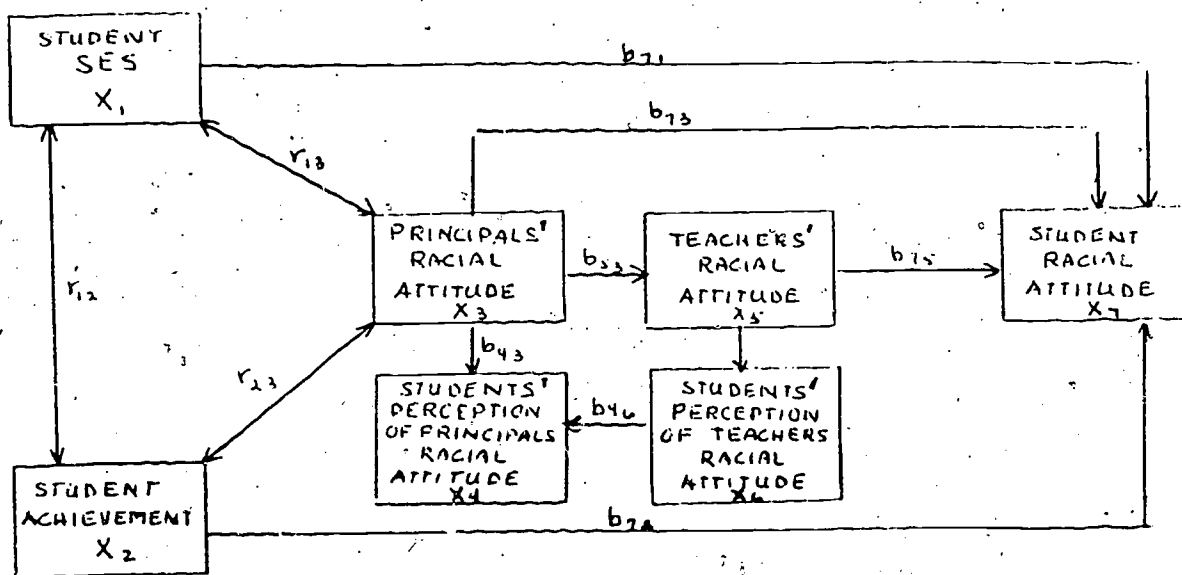 STUDENT
SES
X1
b71
b73
r13
PRINCIPALS'
RACIAL
ATTITUDE
X3
b53
TEACHERS'
RACIAL
ATTITUDE
X5
b75
STUDENT
RACIAL
ATTITUDE
X7
r12
r23
b43
STUDENTS'
PERCEPTION
OF PRINCIPALS
RACIAL
ATTITUDE
X4
b46
STUDENTS'
PERCEPTION
OF TEACHERS
RACIAL
ATTITUDE
X6
STUDENT
ACHIEVEMENT
X2